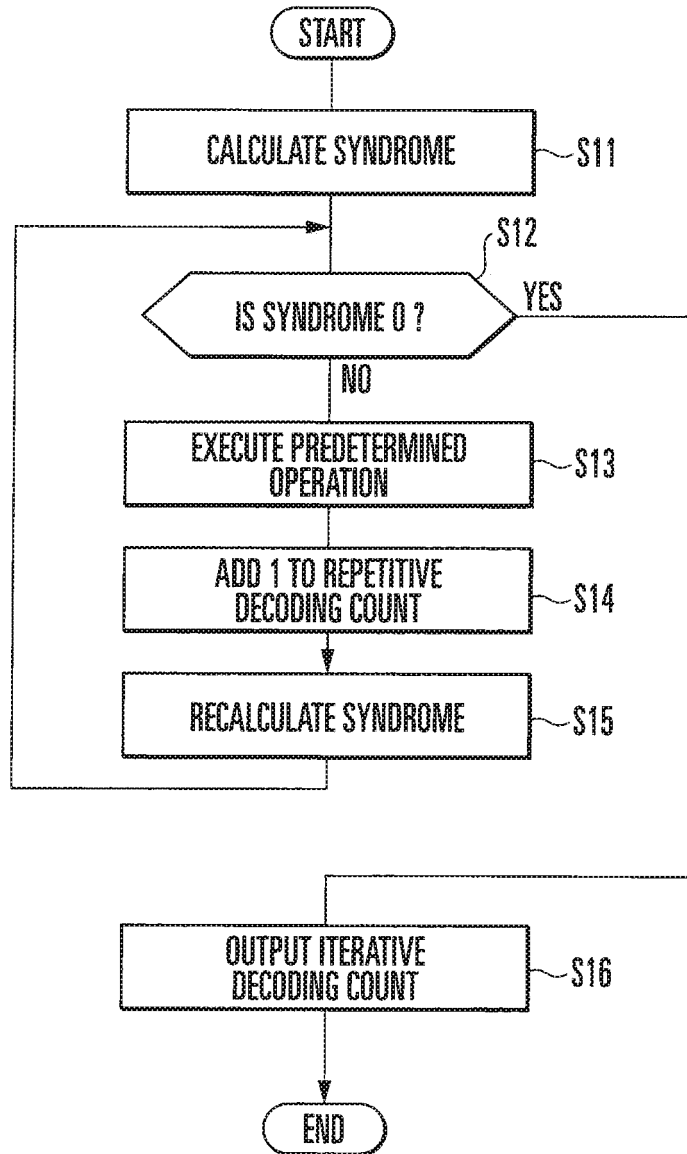 START
CALCULATE SYNDROME
S11
S12
IS SYNDROME 0 ?
YES
NO
EXECUTE PREDETERMINED
OPERATION
S13
ADD 1 TO REPETITIVE
DECODING COUNT
S14
RECALCULATE SYNDROME
S15
OUTPUT ITERATIVE
DECODING COUNT
S16
END